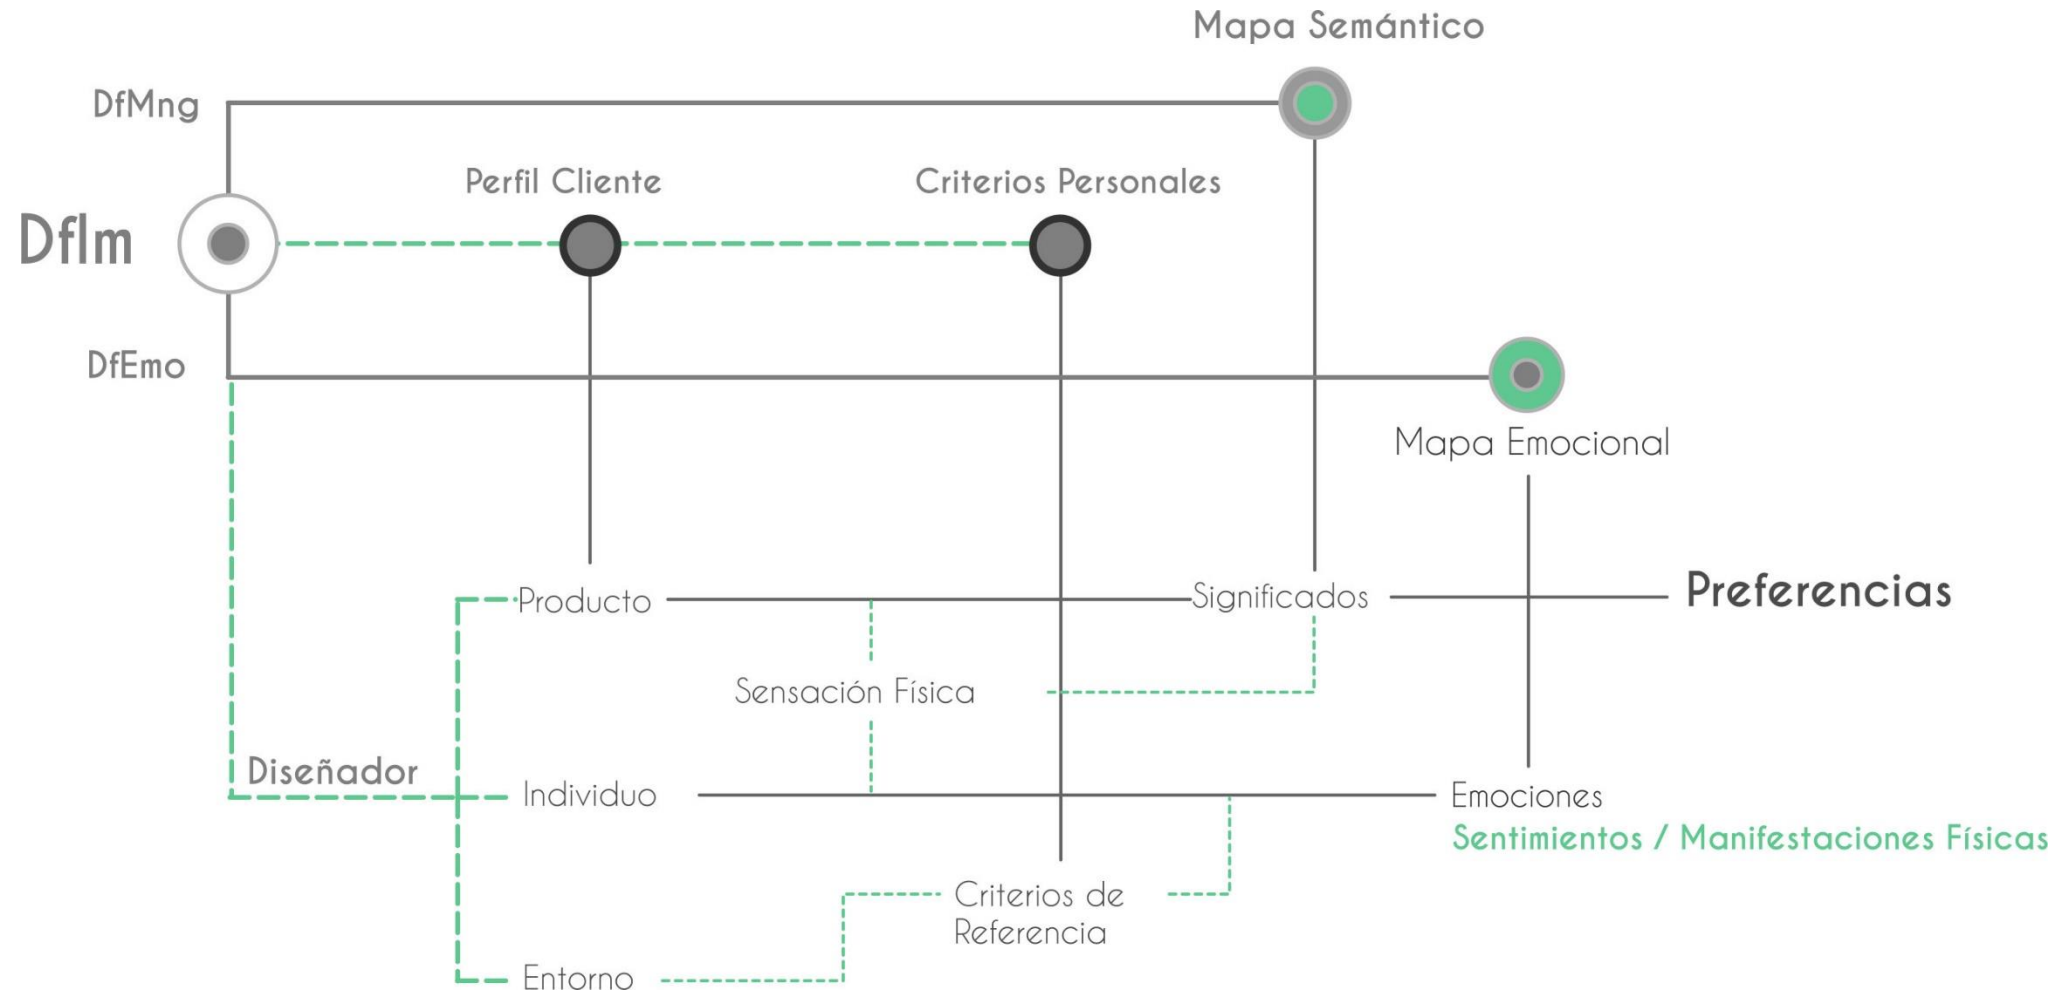 Mapa Semántico
DfMng
Perfil Cliente
Criterios Personales
DfIm
DfEmo
Mapa Emocional
Producto
Significados
Preferencias
Sensación Física
Diseñador
Individuo
Emociones
Sentimientos / Manifestaciones Físicas
Criterios de
Referencia
Entorno